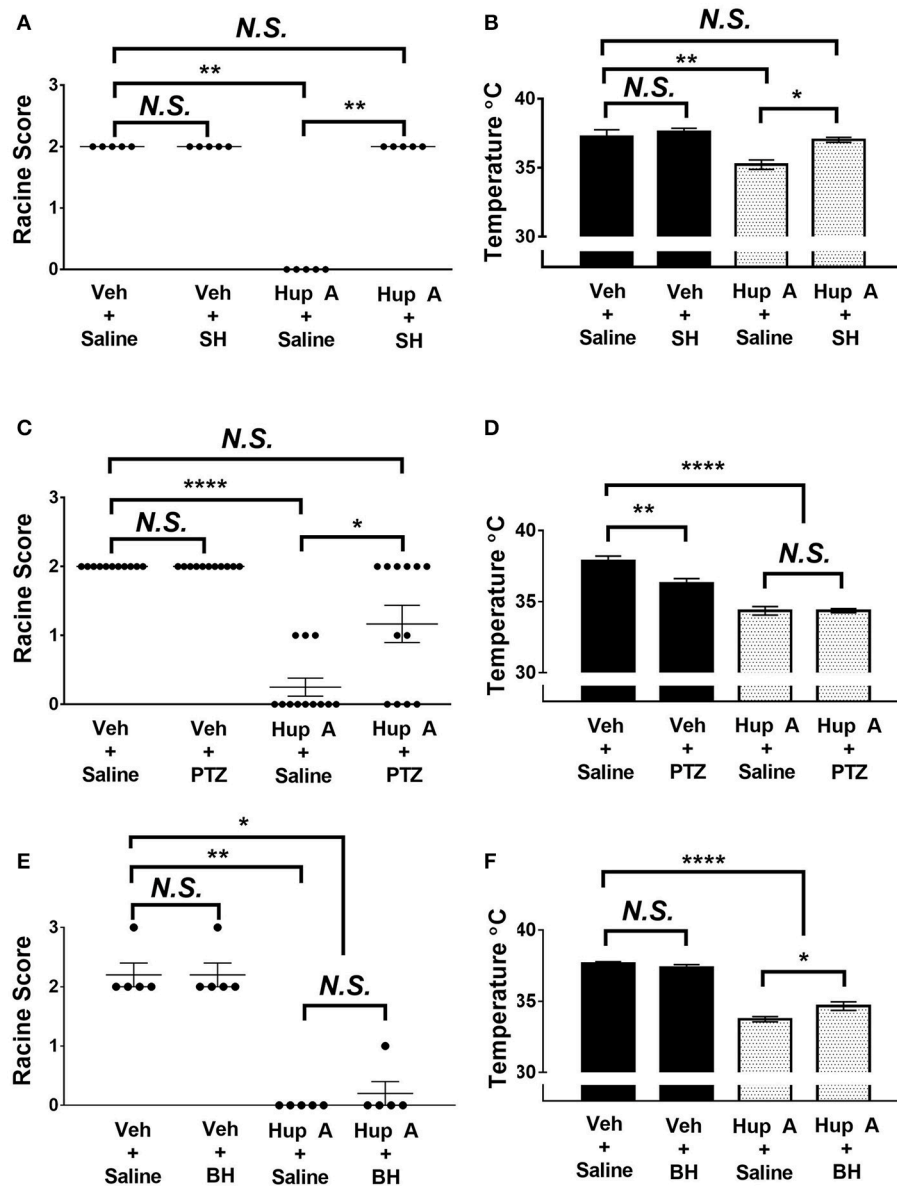 A
N.S.
**
N.S.
**
Racine Score
3
2
1
0
Veh + Saline
Veh + SH
Hup A + Saline
Hup A + SH
B
N.S.
**
N.S.
*
Temperature °C
40
35
30
Veh + Saline
Veh + SH
Hup A + Saline
Hup A + SH
C
N.S.
****
N.S.
*
Racine Score
3
2
1
0
Veh + Saline
Veh + PTZ
Hup A + Saline
Hup A + PTZ
D
****
**
N.S.
Temperature °C
40
35
30
Veh + Saline
Veh + PTZ
Hup A + Saline
Hup A + PTZ
E
*
**
N.S.
N.S.
Racine Score
3
2
1
0
Veh + Saline
Veh + BH
Hup A + Saline
Hup A + BH
F
****
N.S.
*
Temperature °C
40
35
30
Veh + Saline
Veh + BH
Hup A + Saline
Hup A + BH